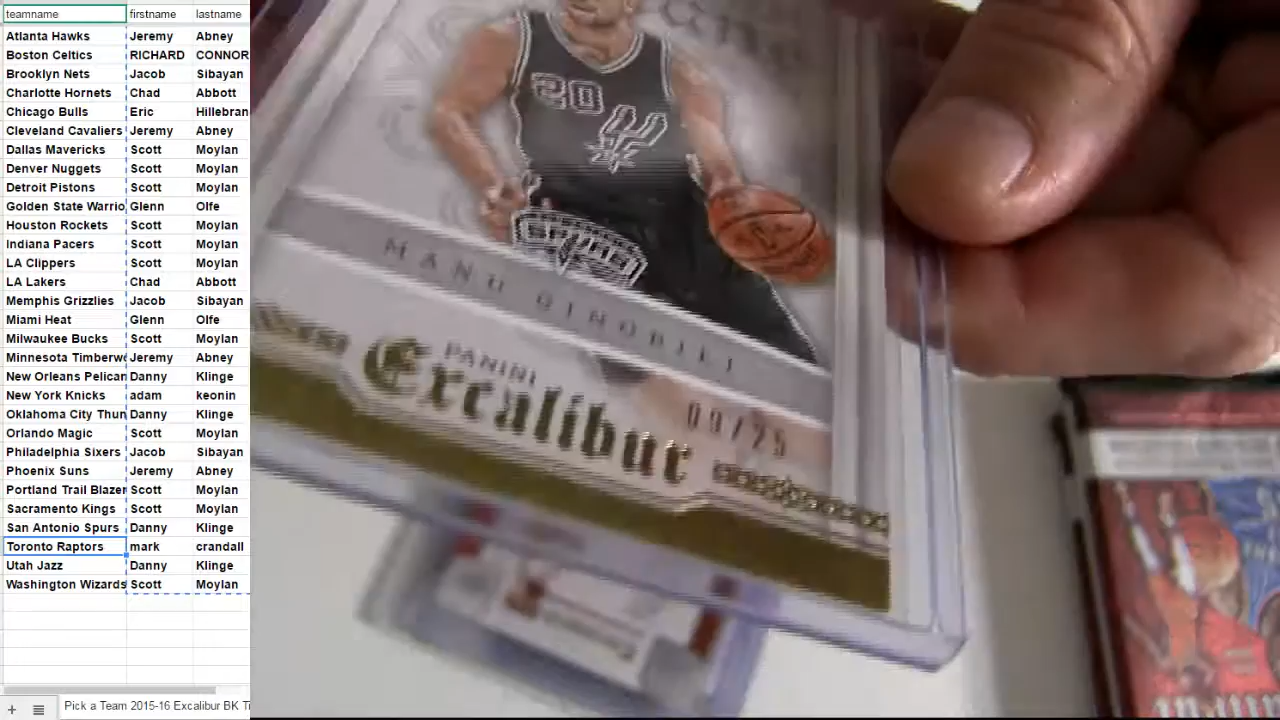 teamname firstname lastname
Atlanta Hawks Jeremy Abney
Boston Celtics RICHARD CONNOR
Brooklyn Nets Jacob Sibayan
Charlotte Hornets Chad Abbott
Chicago Bulls Eric Hillebran
Cleveland Cavaliers Jeremy Abney
Dallas Mavericks Scott Moylan
Denver Nuggets Scott Moylan
Detroit Pistons Scott Moylan
Golden State Warrio Glenn Olfe
Houston Rockets Scott Moylan
Indiana Pacers Scott Moylan
LA Clippers Scott Moylan
LA Lakers Chad Abbott
Memphis Grizzlies Jacob Sibayan
Miami Heat Glenn Olfe
Milwaukee Bucks Scott Moylan
Minnesota Timberw Jeremy Abney
New Orleans Pelican Danny Klinge
New York Knicks adam keonin
Oklahoma City Thun Danny Klinge
Orlando Magic Scott Moylan
Philadelphia Sixers Jacob Sibayan
Phoenix Suns Jeremy Abney
Portland Trail Blazer Scott Moylan
Sacramento Kings Scott Moylan
San Antonio Spurs Danny Klinge
Toronto Raptors mark crandall
Utah Jazz Danny Klinge
Washington Wizards Scott Moylan
Pick a Team 2015-16 Excalibur BK T
20
SPURS
MANU GINOBILI
PANINI
Excalibur
09/25